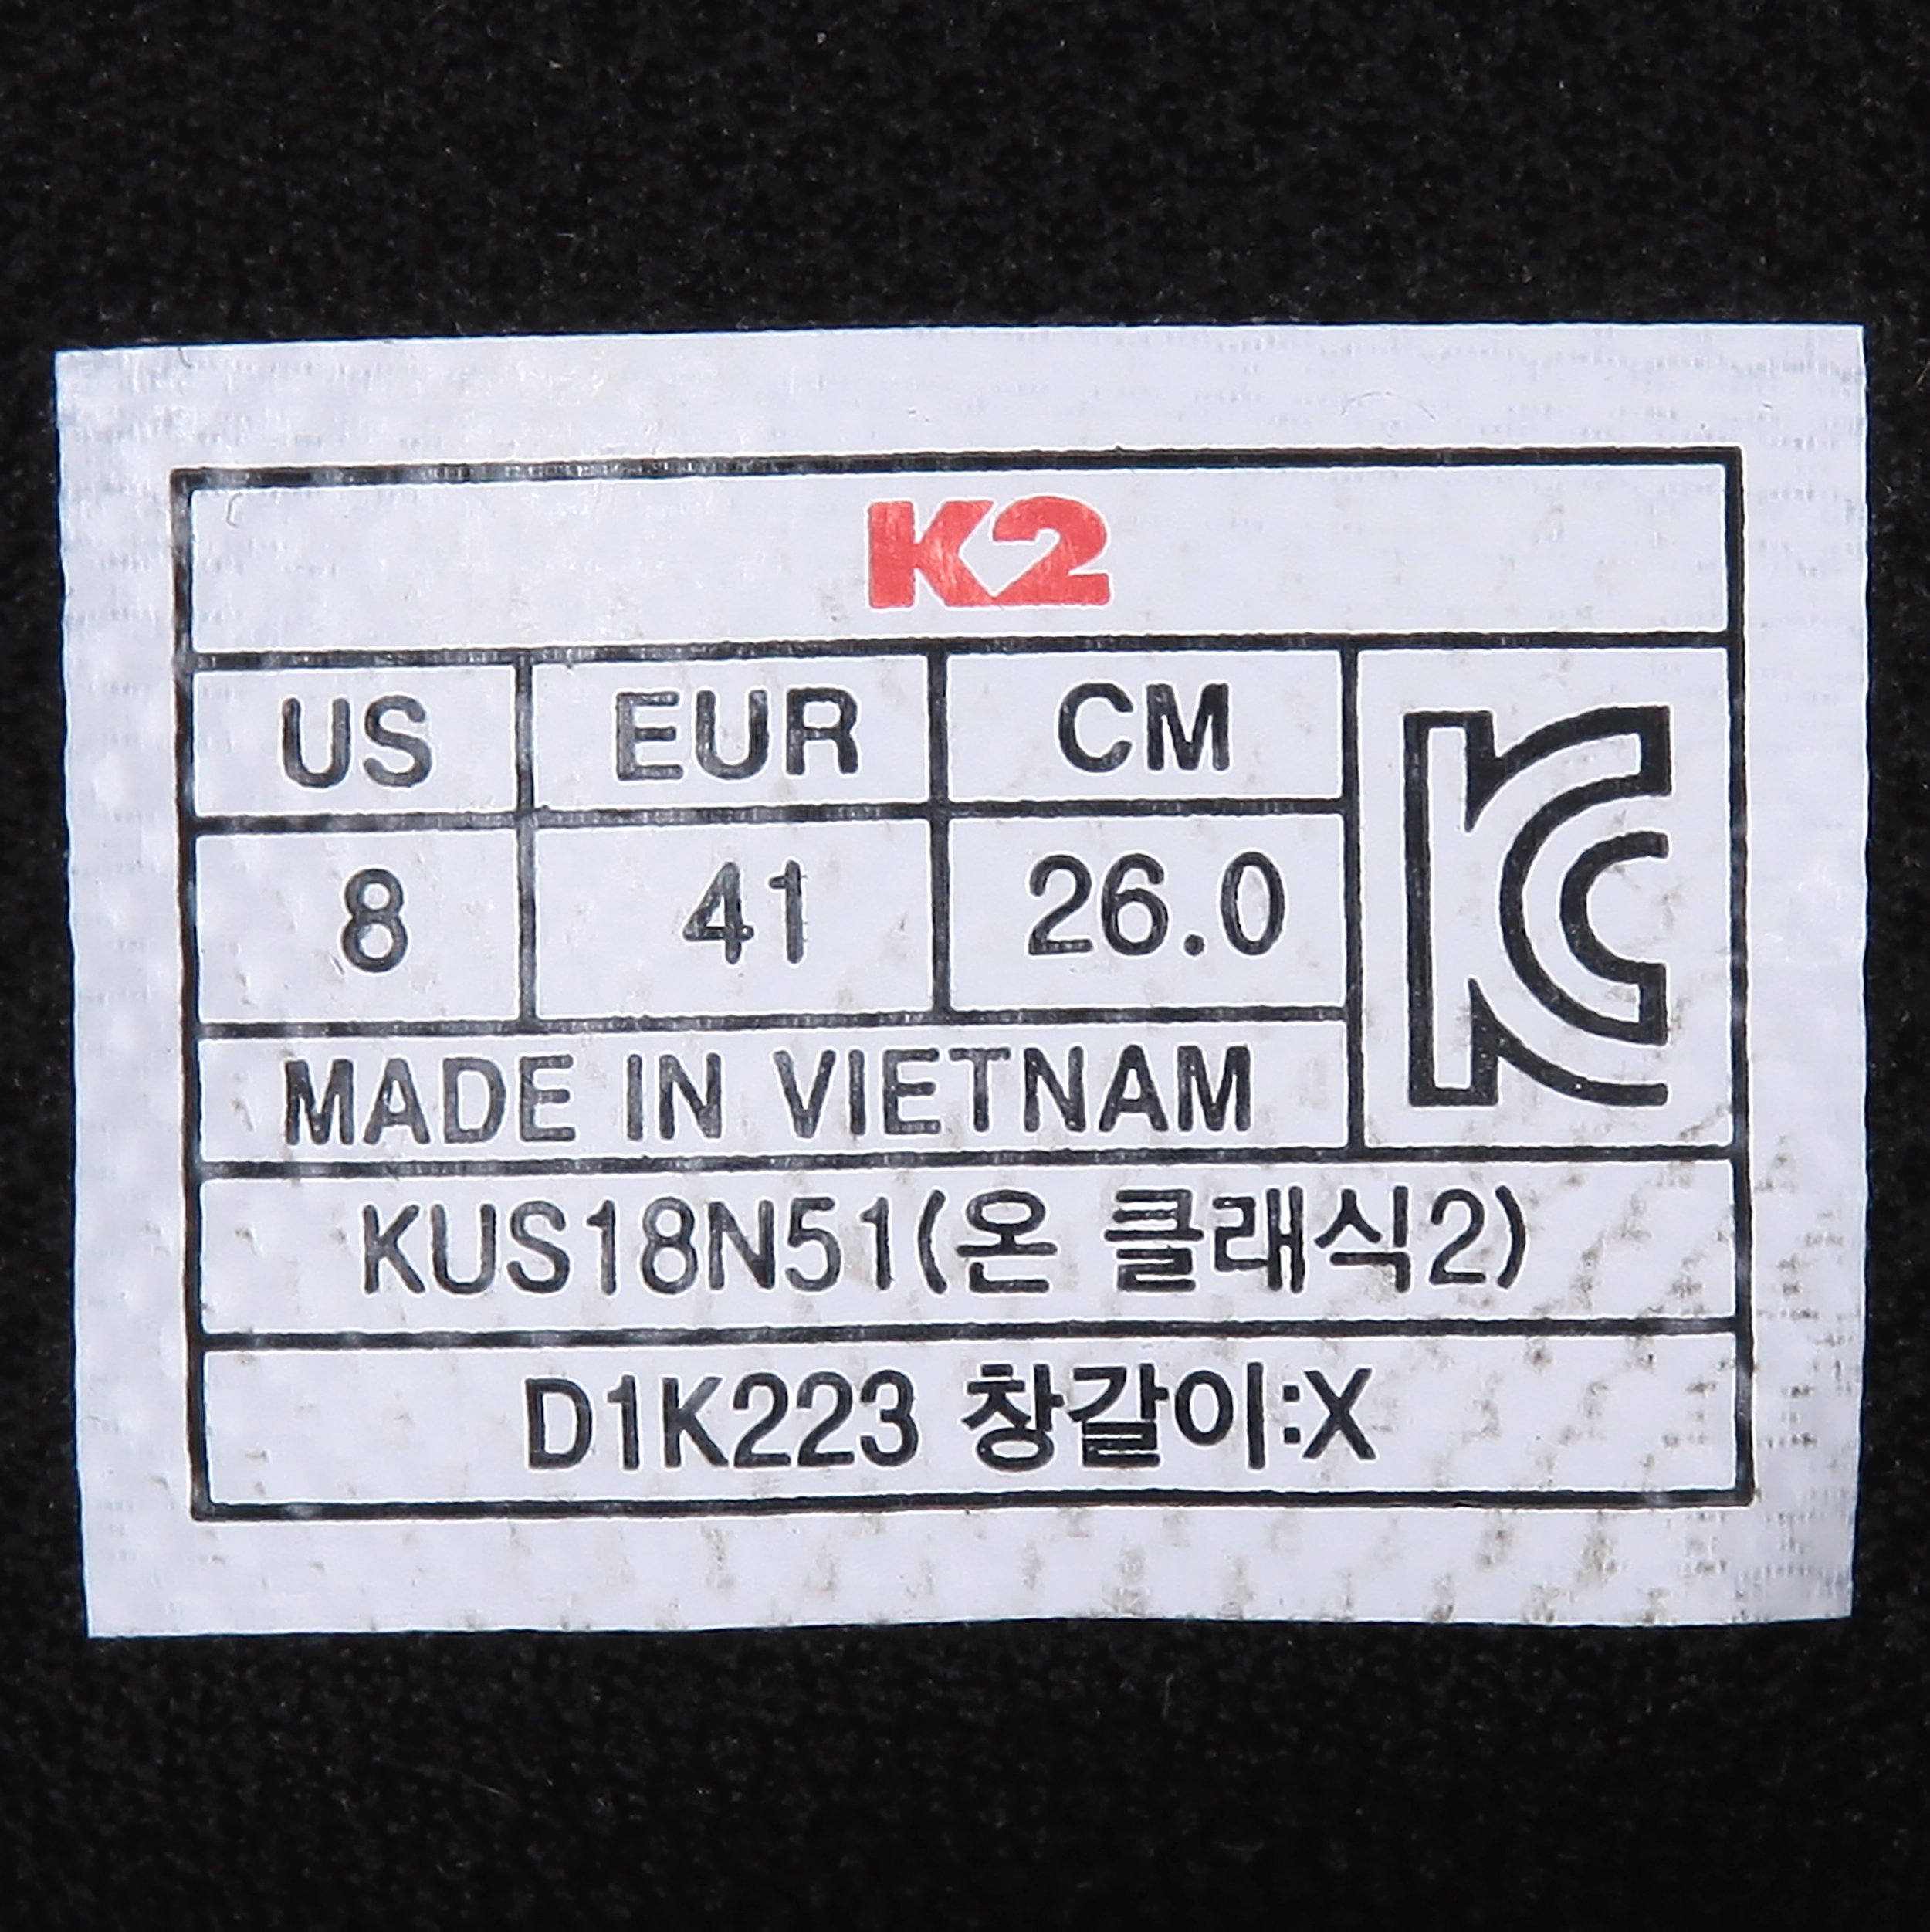 K2
US EUR CM
8 41 26.0
MADE IN VIETNAM
KUS18N51(온 클래식2)
D1K223 창갈이:X